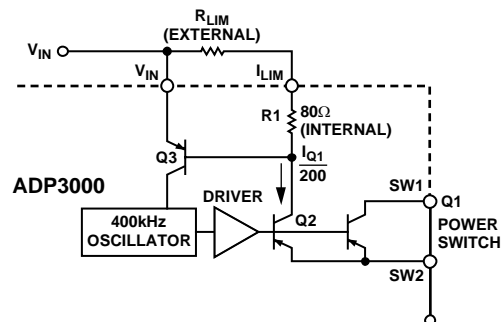 RLIM
(EXTERNAL)
VIN
VIN
ILIM
R1
80Ω
(INTERNAL)
Q3
IQ1
200
ADP3000
DRIVER
SW1
Q1
400kHz
OSCILLATOR
Q2
POWER
SWITCH
SW2